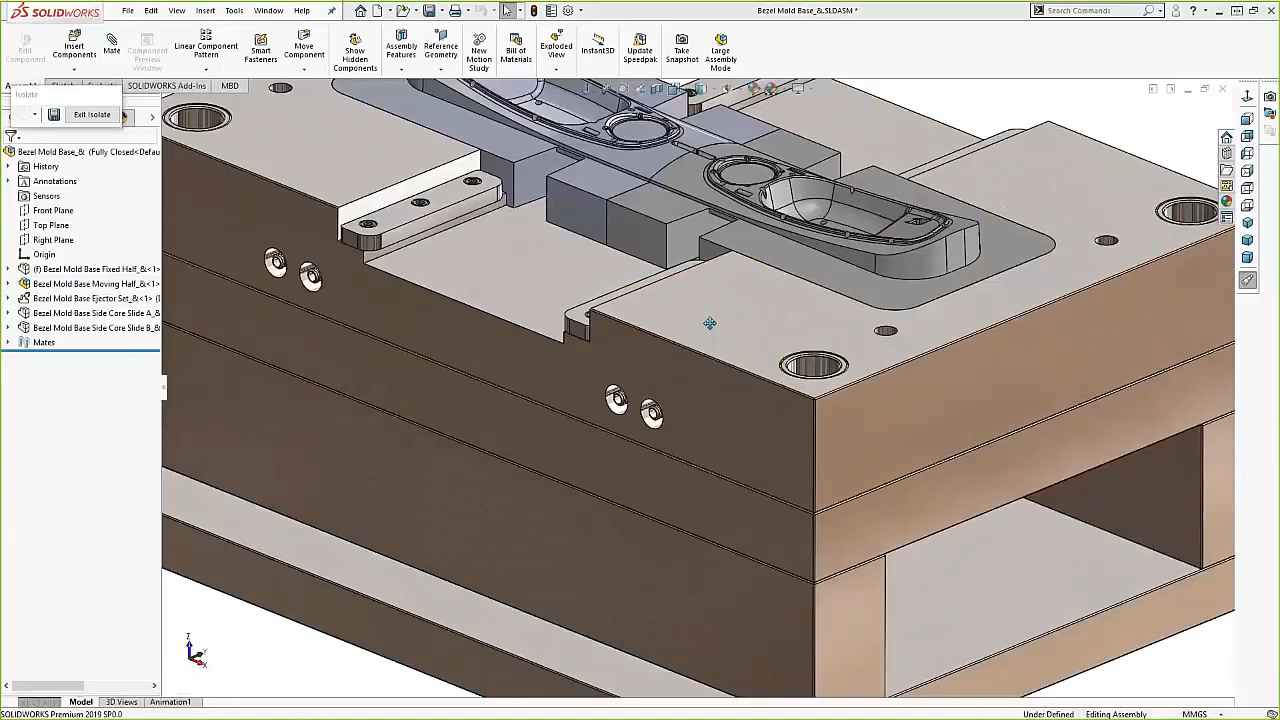 SOLIDWORKS File Edit View Insert Tools Window Help Bezel Mold Base_&.SLDASM * Search Commands
Edit Component
Insert Components
Mate
Component Preview Window
Linear Component Pattern
Smart Fasteners
Move Component
Show Hidden Components
Assembly Features
Reference Geometry
New Motion Study
Bill of Materials
Exploded View
Instant3D
Update Speedpak
Take Snapshot
Large Assembly Mode
SOLIDWORKS Add-Ins MBD
Isolate
Exit Isolate
Bezel Mold Base_& (Fully Closed<Defau
History
Annotations
Sensors
Front Plane
Top Plane
Right Plane
Origin
(f) Bezel Mold Base Fixed Half_&<1>
Bezel Mold Base Moving Half_&<1>
Bezel Mold Base Ejector Set_&<1> (
Bezel Mold Base Side Core Slide A_&
Bezel Mold Base Side Core Slide B_&
Mates
Z
Y
X
Model 3D Views Animation1
SOLIDWORKS Premium 2019 SP0.0 Under Defined Editing Assembly MMGS